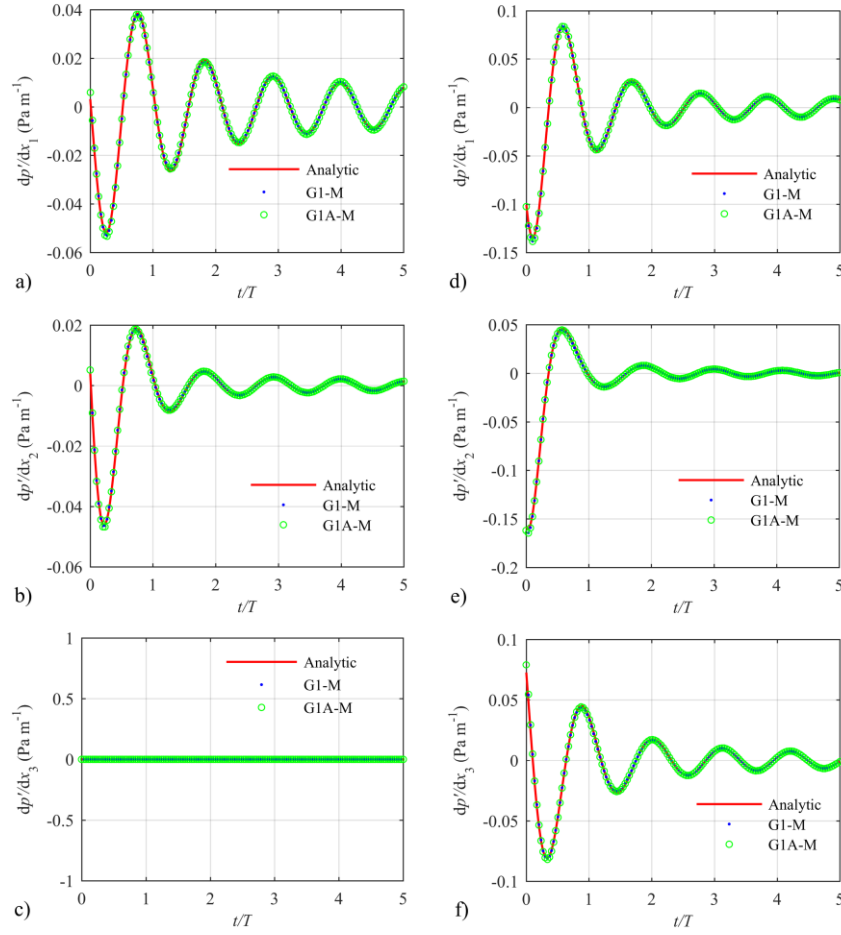 0.04
0.02
0
-0.02
-0.04
-0.06
dp'/dx1 (Pa m-1)
Analytic
G1-M
G1A-M
0 1 2 3 4 5
a)
t/T
0.1
0.05
0
-0.05
-0.1
-0.15
dp'/dx1 (Pa m-1)
Analytic
G1-M
G1A-M
0 1 2 3 4 5
d)
t/T
0.02
0
-0.02
-0.04
-0.06
dp'/dx2 (Pa m-1)
Analytic
G1-M
G1A-M
0 1 2 3 4 5
b)
t/T
0.05
0
-0.05
-0.1
-0.15
-0.2
dp'/dx2 (Pa m-1)
Analytic
G1-M
G1A-M
0 1 2 3 4 5
e)
t/T
1
0.5
0
-0.5
-1
dp'/dx3 (Pa m-1)
Analytic
G1-M
G1A-M
0 1 2 3 4 5
c)
t/T
0.1
0.05
0
-0.05
-0.1
dp'/dx3 (Pa m-1)
Analytic
G1-M
G1A-M
0 1 2 3 4 5
f)
t/T